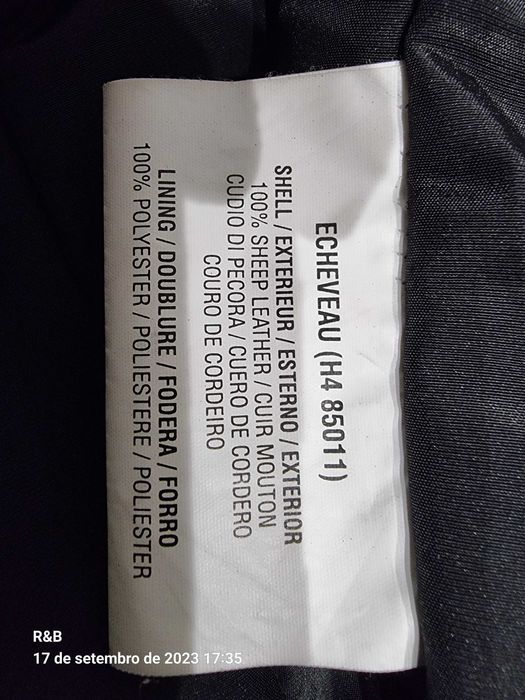 ECHEVEAU (H4 85011)
SHELL / EXTERIEUR / ESTERNO / EXTERIOR
100% SHEEP LEATHER / CUIR MOUTON
CUDIO DI PECORA / CUERO DE CORDERO
COURO DE CORDEIRO
LINING / DOUBLURE / FODERA / FORRO
100% POLYESTER / POLIESTERE / POLIESTER
R&B
17 de setembro de 2023 17:35